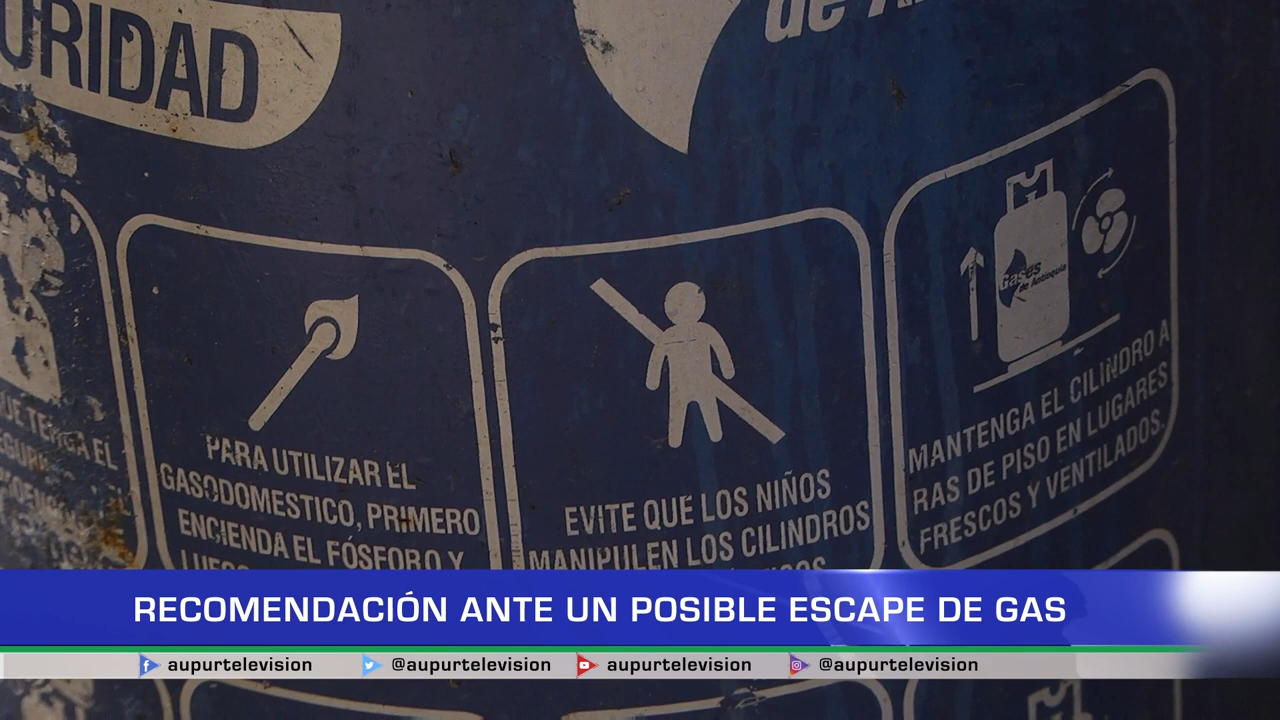 URIDAD
de A
PARA UTILIZAR EL
GASODOMESTICO, PRIMERO
ENCIENDA EL FÓSFORO Y
EVITE QUE LOS NIÑOS
MANIPULEN LOS CILINDROS
Gases
de Antioquia
MANTENGA EL CILINDRO A
RAS DE PISO EN LUGARES
FRESCOS Y VENTILADOS.
RECOMENDACIÓN ANTE UN POSIBLE ESCAPE DE GAS
aupurtelevision @aupurtelevision aupurtelevision @aupurtelevision